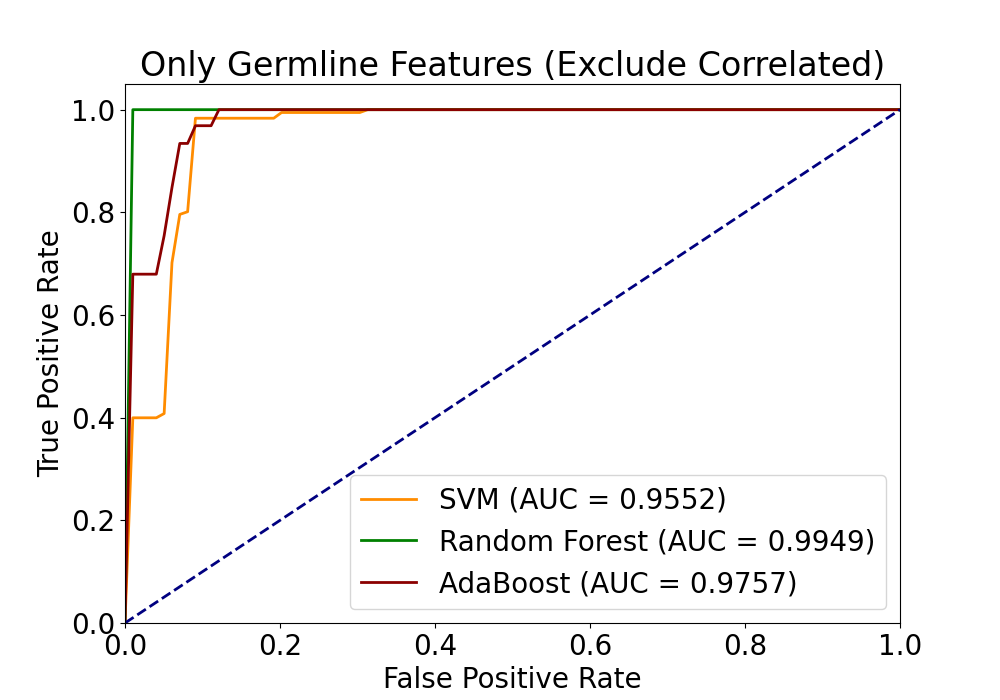 Only Germline Features (Exclude Correlated)
1.0
0.8
0.6
0.4
0.2
0.0
True Positive Rate
SVM (AUC = 0.9552)
Random Forest (AUC = 0.9949)
AdaBoost (AUC = 0.9757)
0.0 0.2 0.4 0.6 0.8 1.0
False Positive Rate